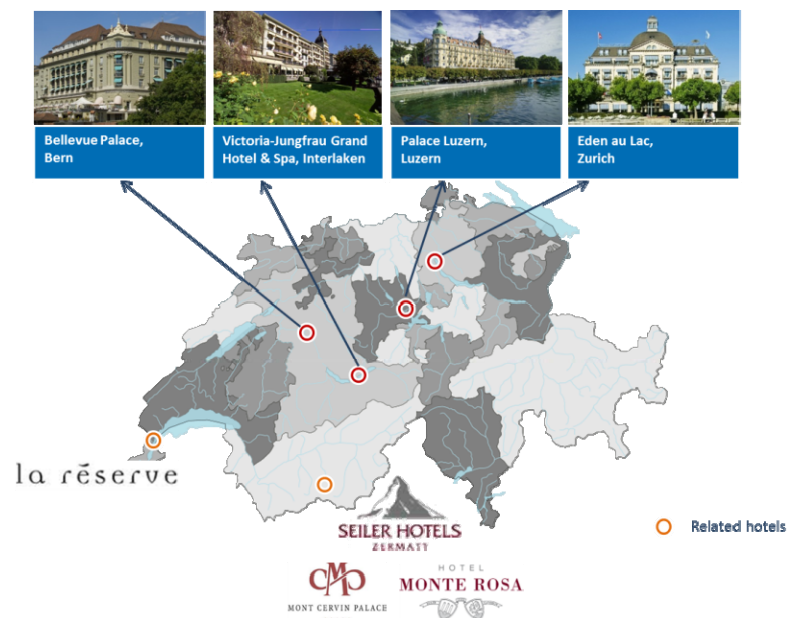 Bellevue Palace,
Bern
Victoria-Jungfrau Grand
Hotel & Spa, Interlaken
Palace Luzern,
Luzern
Eden au Lac,
Zurich
la réserve
SEILER HOTELS
ZERMATT
Related hotels
CMP
MONT CERVIN PALACE
HOTEL
MONTE ROSA